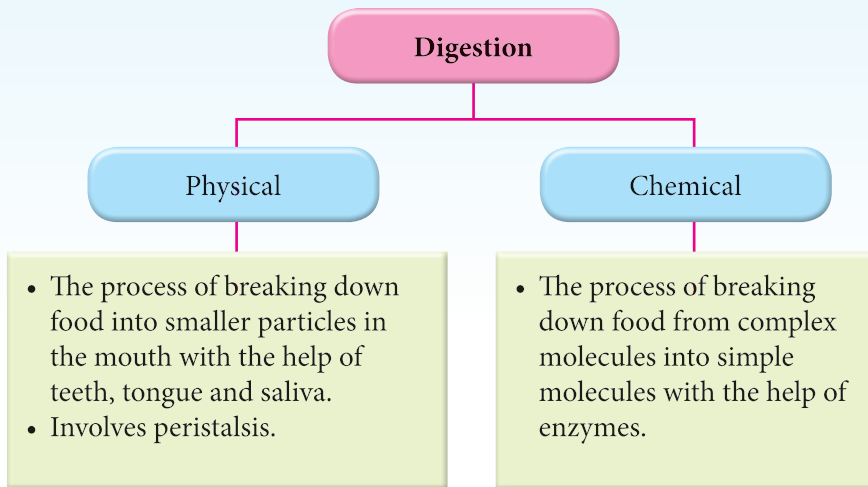 Digestion
Physical
Chemical
• The process of breaking down
food into smaller particles in
the mouth with the help of
teeth, tongue and saliva.
• Involves peristalsis.
• The process of breaking
down food from complex
molecules into simple
molecules with the help of
enzymes.